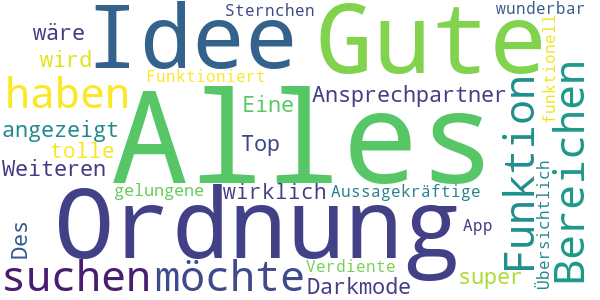 Sternchen
wunderbar
Idee
Gute
wäre
wird
Funktioniert
funktionell
haben
Eine
Ansprechpartner
Alles
angezeigt
tolle
Top
Funktion
Bereichen
Weiteren
gelungene
wirklich
Aussagekräftige
Übersichtlich
Ordnung
Des
App
suchen
möchte
Verdiente
Darkmode
super